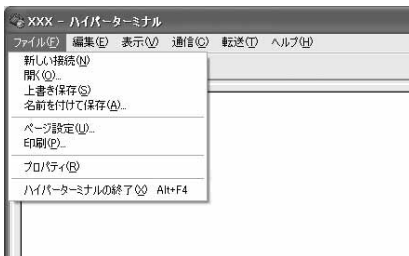 XXX - ハイパーターミナル
ファイル(F) 編集(E) 表示(V) 通信(C) 転送(T) ヘルプ(H)
新しい接続(N)
開く(O)...
上書き保存(S)
名前を付けて保存(A)...
ページ設定(U)...
印刷(P)...
プロパティ(R)
ハイパーターミナルの終了(X) Alt+F4